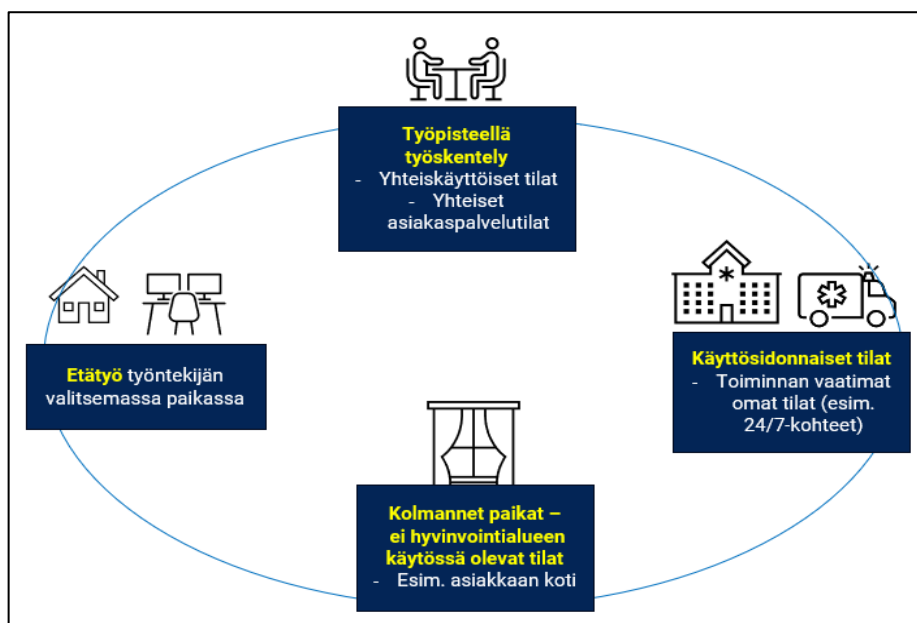 Työpisteellä
työskentely
- Yhteiskäyttöiset tilat
- Yhteiset
asiakaspalvelutilat
Etätyö työntekijän
valitsemassa paikassa
Käyttösidonnaiset tilat
- Toiminnan vaatimat
omat tilat (esim.
24/7-kohteet)
Kolmannet paikat –
ei hyvinvointialueen
käytössä olevat tilat
- Esim. asiakkaan koti